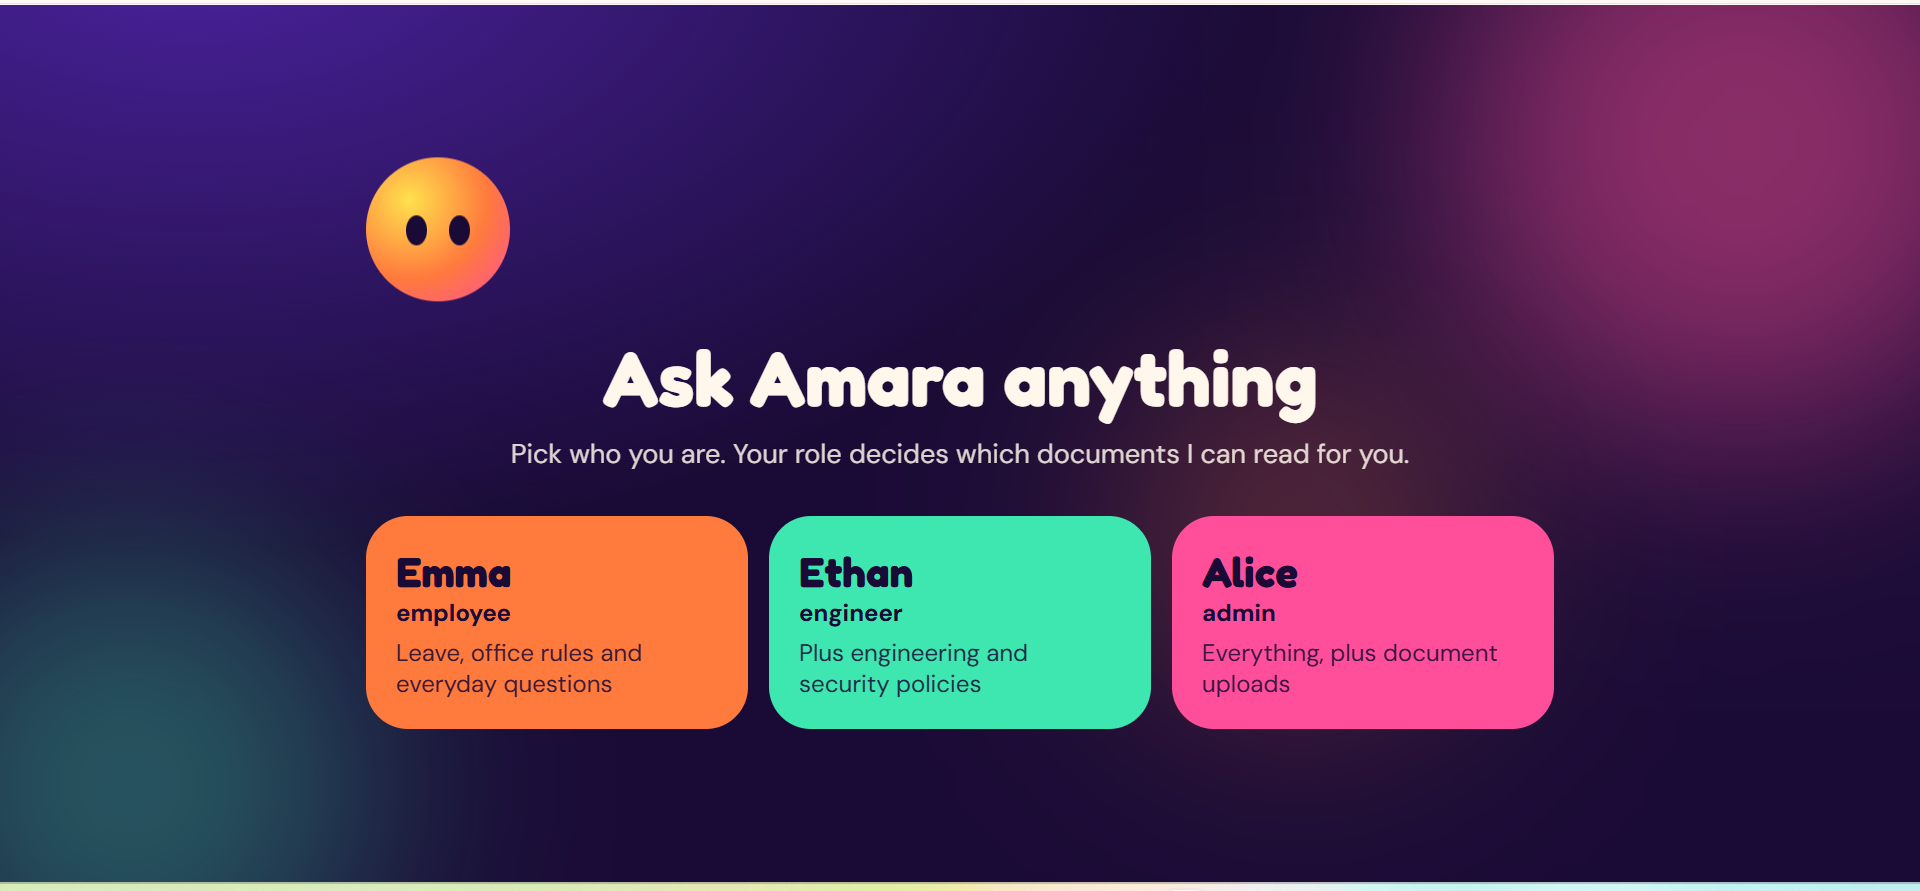 Ask Amara anything
Pick who you are. Your role decides which documents I can read for you.
Emma
employee
Leave, office rules and
everyday questions
Ethan
engineer
Plus engineering and
security policies
Alice
admin
Everything, plus document
uploads